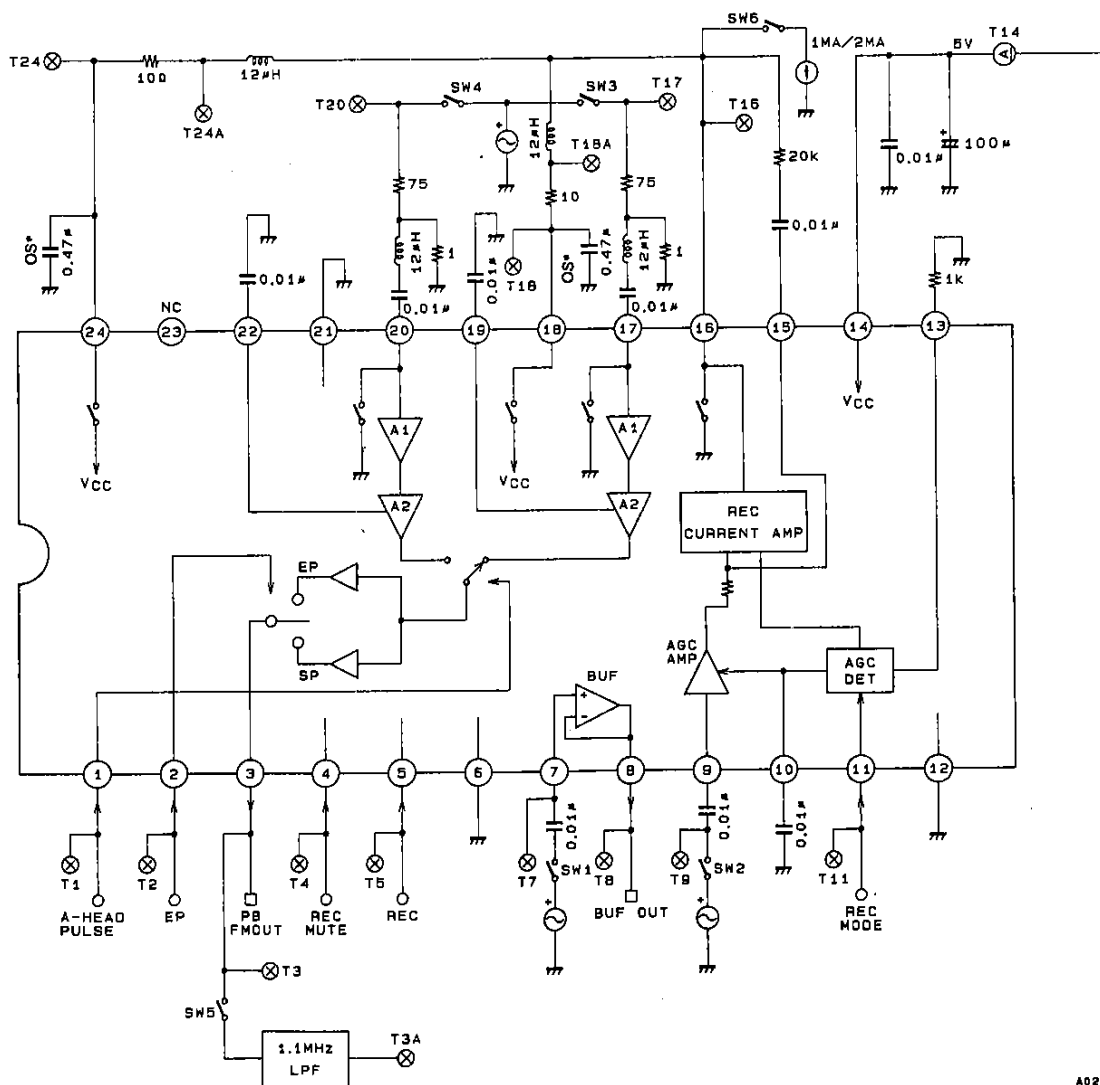 SW6
1MA/2MA
T14
5V
T24
10Ω
12μH
T24A
T20
SW4
SW3
T17
T16
12μH
T18A
75
10
75
20k
0.01μ
100μ
OS*
0.47μ
0.01μ
12μH
1
0.01μ
0.01μ
T18
OS*
0.47μ
12μH
1
0.01μ
0.01μ
1k
NC
24
23
22
21
20
19
18
17
16
15
14
13
A1
A1
VCC
VCC
VCC
A2
A2
REC
CURRENT AMP
EP
SP
AGC
AMP
AGC
DET
BUF
+
-
1
2
3
4
5
6
7
8
9
10
11
12
T1
T2
T4
T5
T7
0.01μ
SW1
T8
T9
0.01μ
SW2
0.01μ
T11
A-HEAD
PULSE
EP
PB
FMOUT
REC
MUTE
REC
BUF OUT
REC
MODE
+
+
+
+
T3
SW5
1.1MHz
LPF
T3A
A02